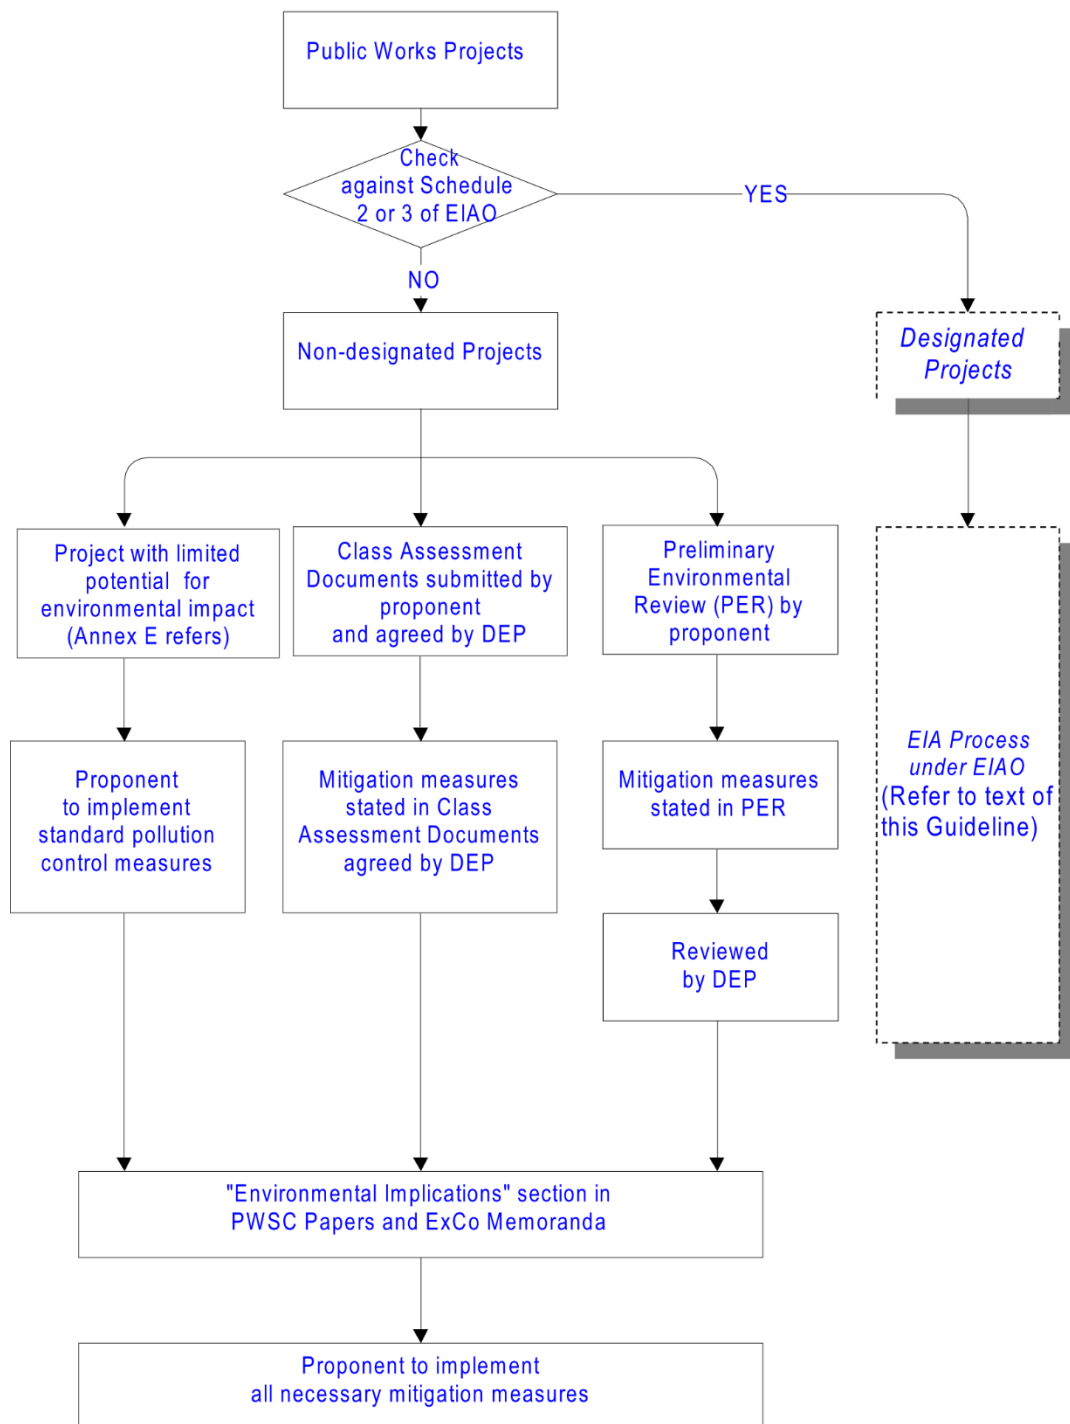 Public Works Projects
Check
against Schedule
2 or 3 of EIAO
YES
NO
Non-designated Projects
Designated
Projects
Project with limited
potential for
environmental impact
(Annex E refers)
Class Assessment
Documents submitted by
proponent
and agreed by DEP
Preliminary
Environmental
Review (PER) by
proponent
Proponent
to implement
standard pollution
control measures
Mitigation measures
stated in Class
Assessment Documents
agreed by DEP
Mitigation measures
stated in PER
EIA Process
under EIAO
(Refer to text of
this Guideline)
Reviewed
by DEP
"Environmental Implications" section in
PWSC Papers and ExCo Memoranda
Proponent to implement
all necessary mitigation measures